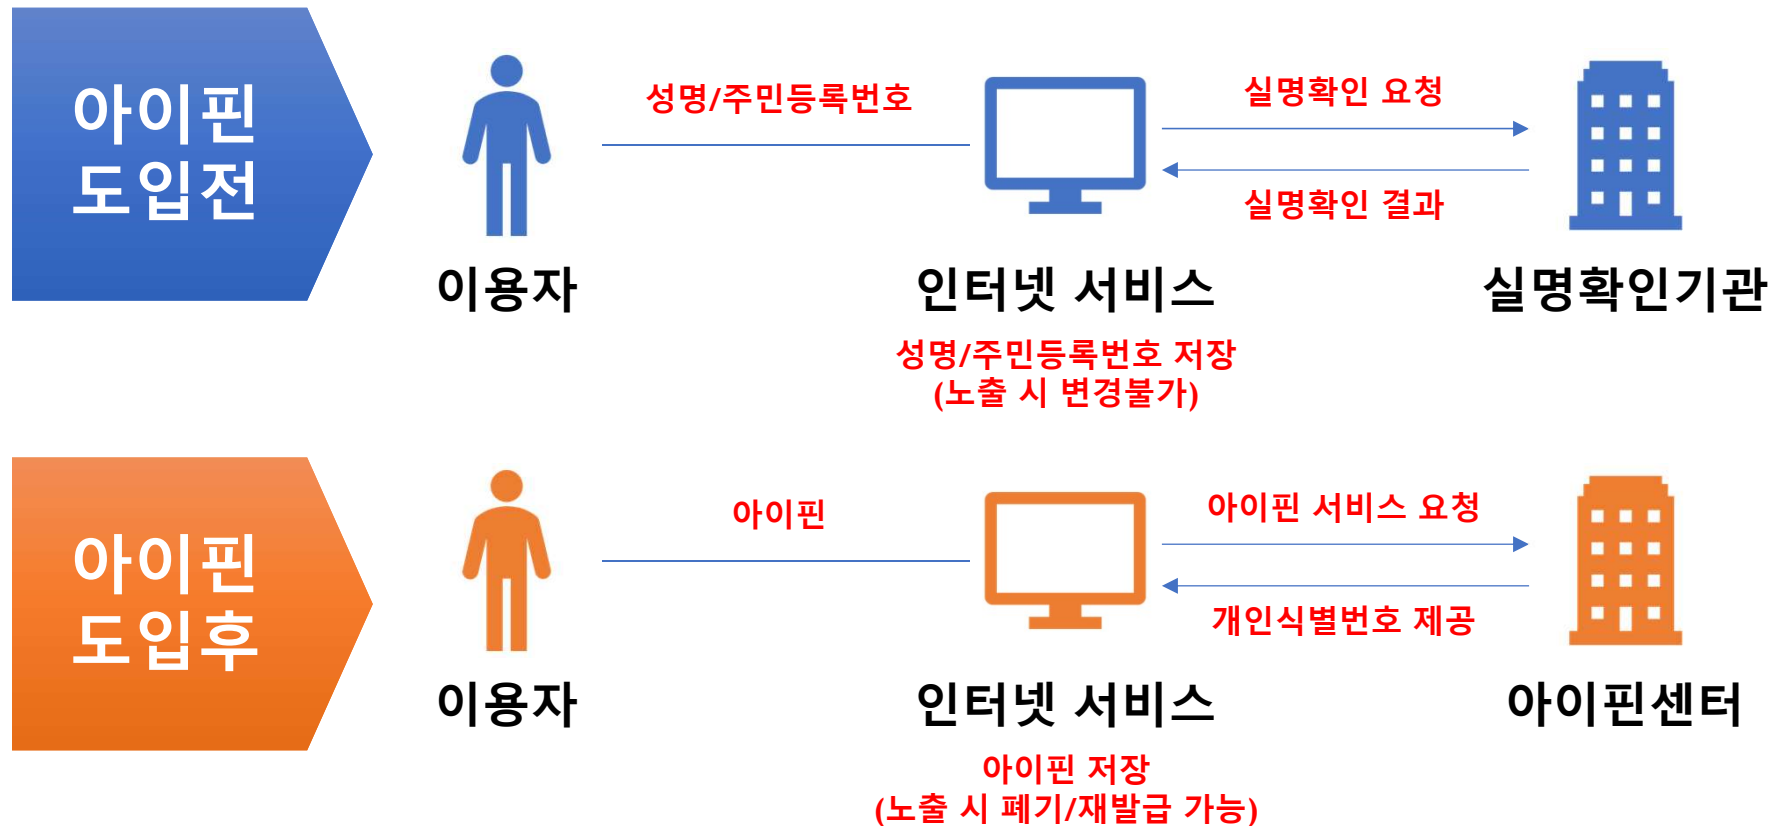 아이핀
도입전
성명/주민등록번호
실명확인 요청
실명확인 결과
이용자
인터넷 서비스
실명확인기관
성명/주민등록번호 저장
(노출 시 변경불가)
아이핀
도입후
아이핀
아이핀 서비스 요청
개인식별번호 제공
이용자
인터넷 서비스
아이핀센터
아이핀 저장
(노출 시 폐기/재발급 가능)